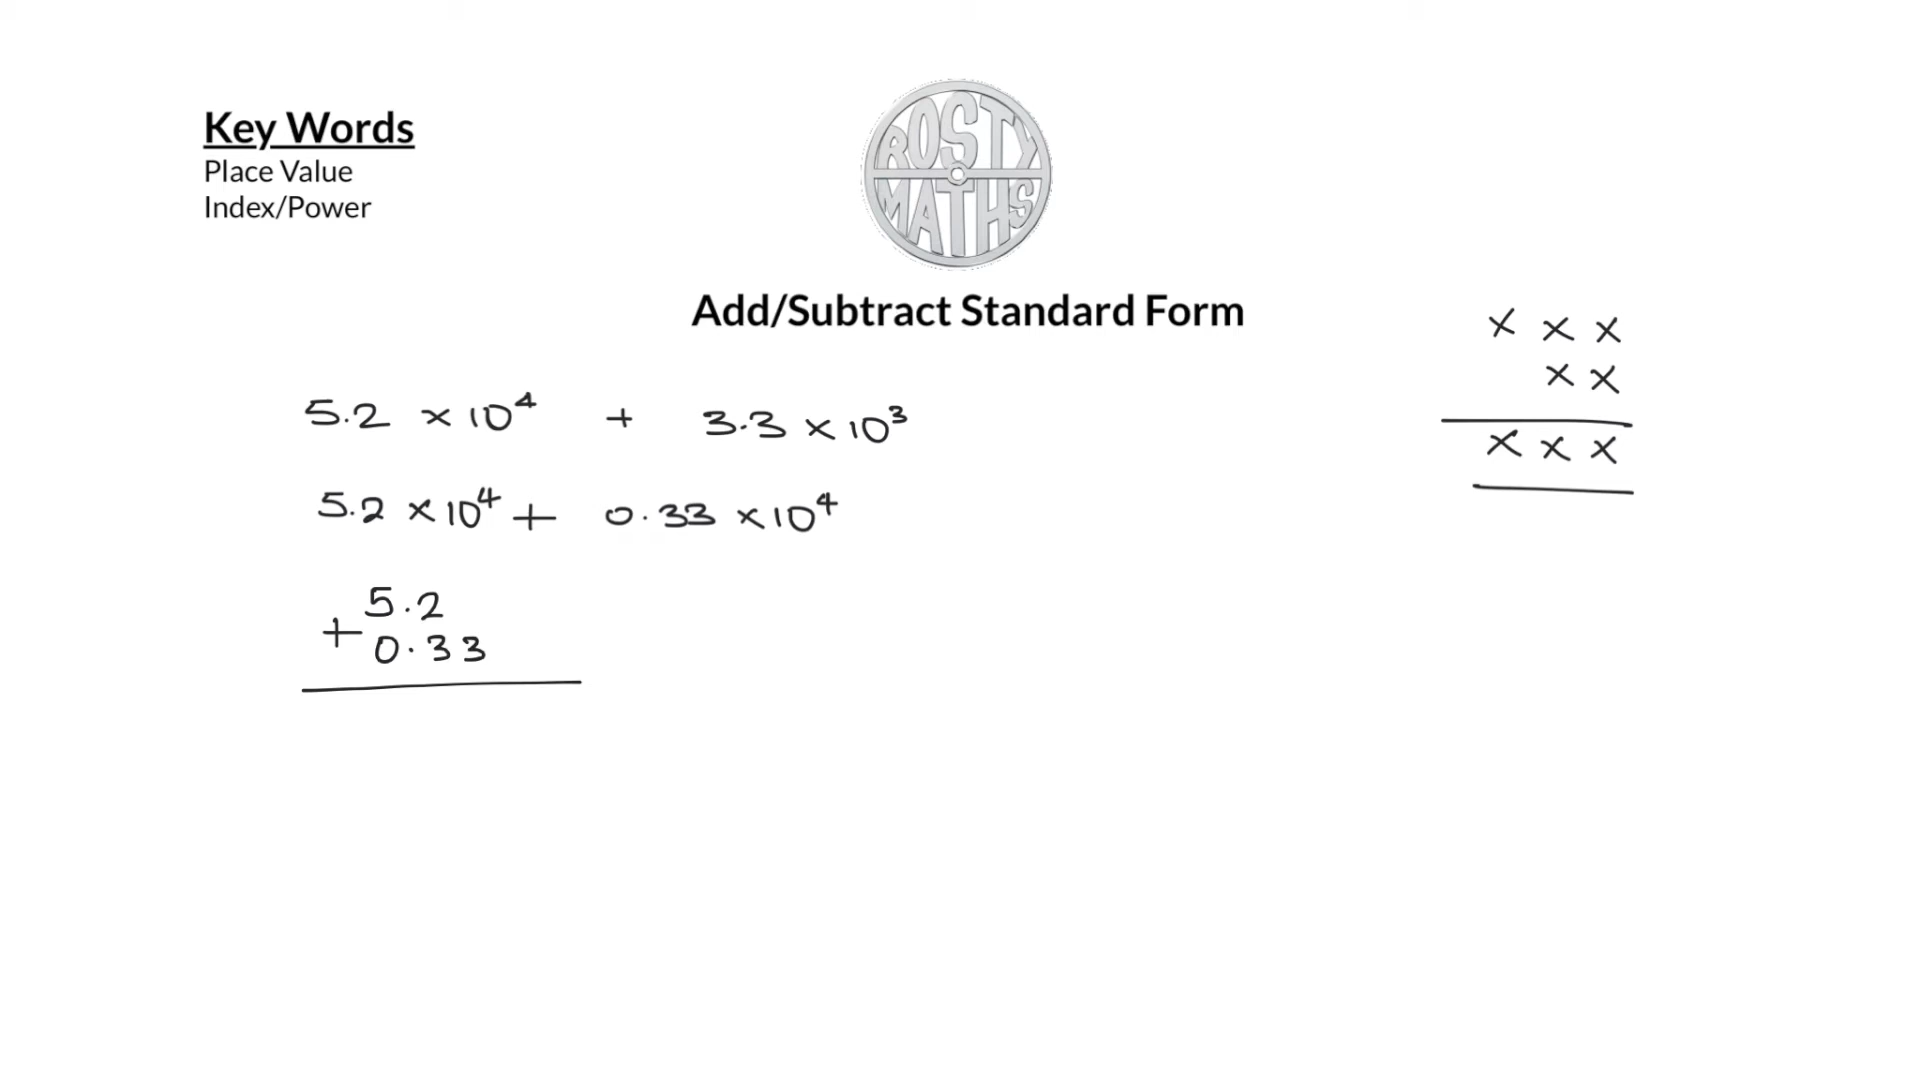 Key Words
Place Value
Index/Power
ROSTY
MATHS
Add/Subtract Standard Form
5.2 × 10⁴ + 3.3 × 10³
5.2 × 10⁴ + 0.33 × 10⁴
5.2
+ 0.33
× × ×
× ×
× × ×